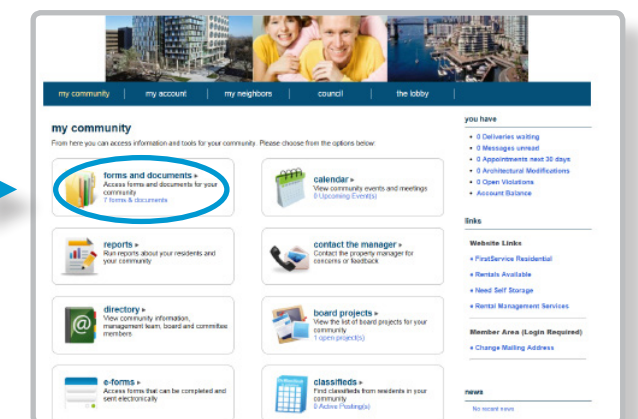 my community | my account | my neighbors | council | the lobby |
my community
From here you can access information and tools for your community. Please choose from the options below:
forms and documents ▸
Access forms and documents for your
community
7 forms & documents
calendar ▸
View community events and meetings
0 Upcoming Event(s)
reports ▸
Run reports about your residents and
your community
contact the manager ▸
Contact the property manager for
concerns or feedback
directory ▸
View community information,
management team, board and committee
members
board projects ▸
View the list of board projects for your
community
1 open project(s)
e-forms ▸
Access forms that can be completed and
sent electronically
classifieds ▸
Find classifieds from residents in your
community
0 Active Posting(s)
you have
• 0 Deliveries waiting
• 0 Messages unread
• 0 Appointments next 30 days
• 0 Architectural Modifications
• 0 Open Violations
• Account Balance
links
Website Links
• FirstService Residential
• Rentals Available
• Need Self Storage
• Rental Management Services
Member Area (Login Required)
• Change Mailing Address
news
No recent news